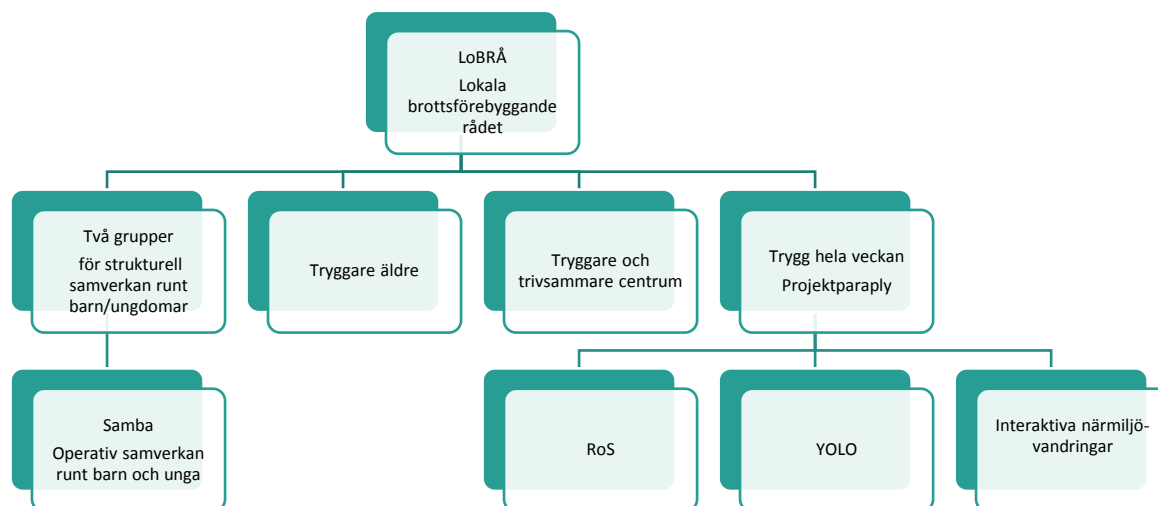 LoBRÅ
Lokala
brottsförebyggande
rådet
Två grupper
för strukturell
samverkan runt
barn/ungdomar
Tryggare äldre
Tryggare och
trivsammare centrum
Trygg hela veckan
Projektparaply
Samba
Operativ samverkan
runt barn och unga
RoS
YOLO
Interaktiva närmiljö-
vandringar